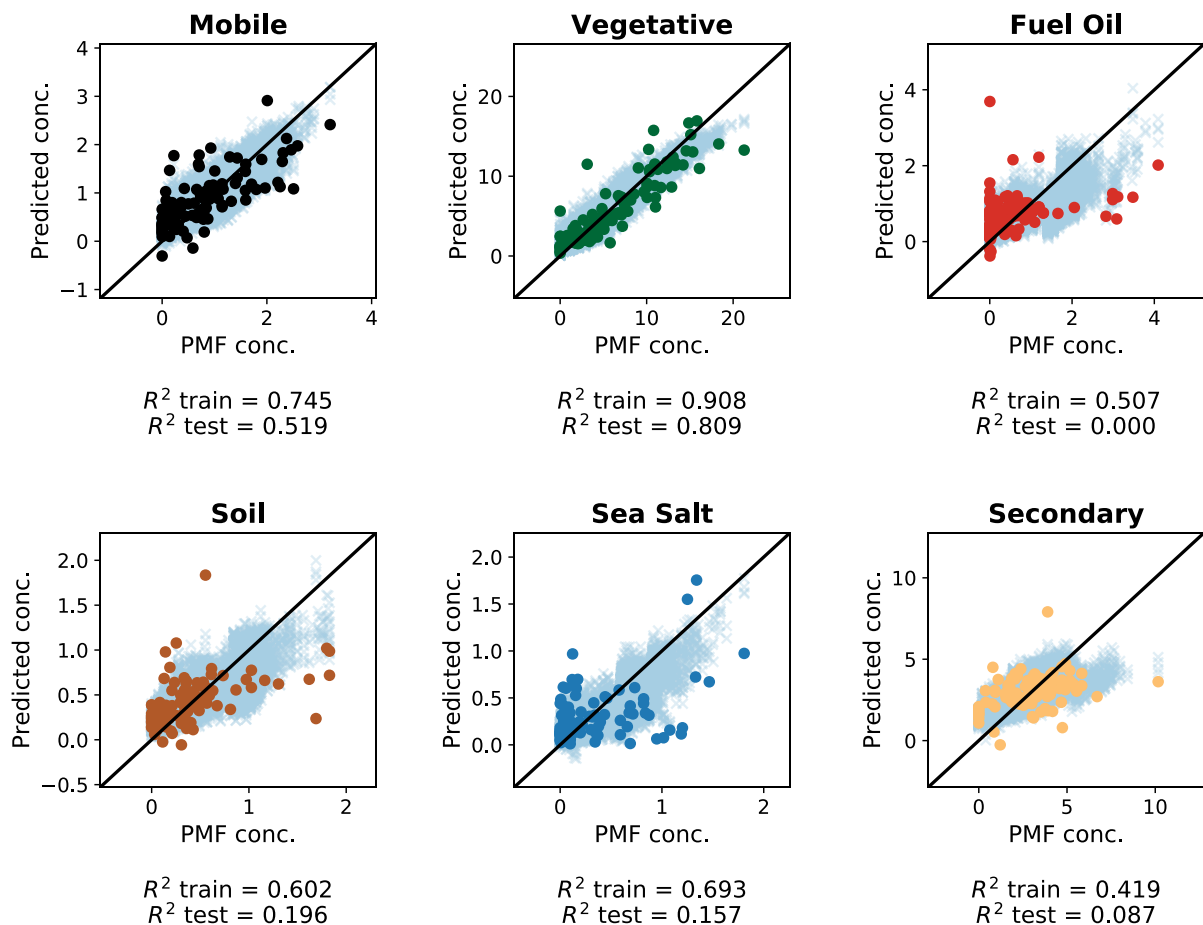 Mobile
Vegetative
Fuel Oil
Predicted conc.
4
3
2
1
0
−1
0
2
4
PMF conc.
Predicted conc.
20
10
0
0
10
20
PMF conc.
Predicted conc.
4
2
0
0
2
4
PMF conc.
R² train = 0.745
R² test = 0.519
R² train = 0.908
R² test = 0.809
R² train = 0.507
R² test = 0.000
Soil
Sea Salt
Secondary
Predicted conc.
2.0
1.5
1.0
0.5
0.0
−0.5
0
1
2
PMF conc.
Predicted conc.
2.0
1.5
1.0
0.5
0.0
0
1
2
PMF conc.
Predicted conc.
10
5
0
0
5
10
PMF conc.
R² train = 0.602
R² test = 0.196
R² train = 0.693
R² test = 0.157
R² train = 0.419
R² test = 0.087